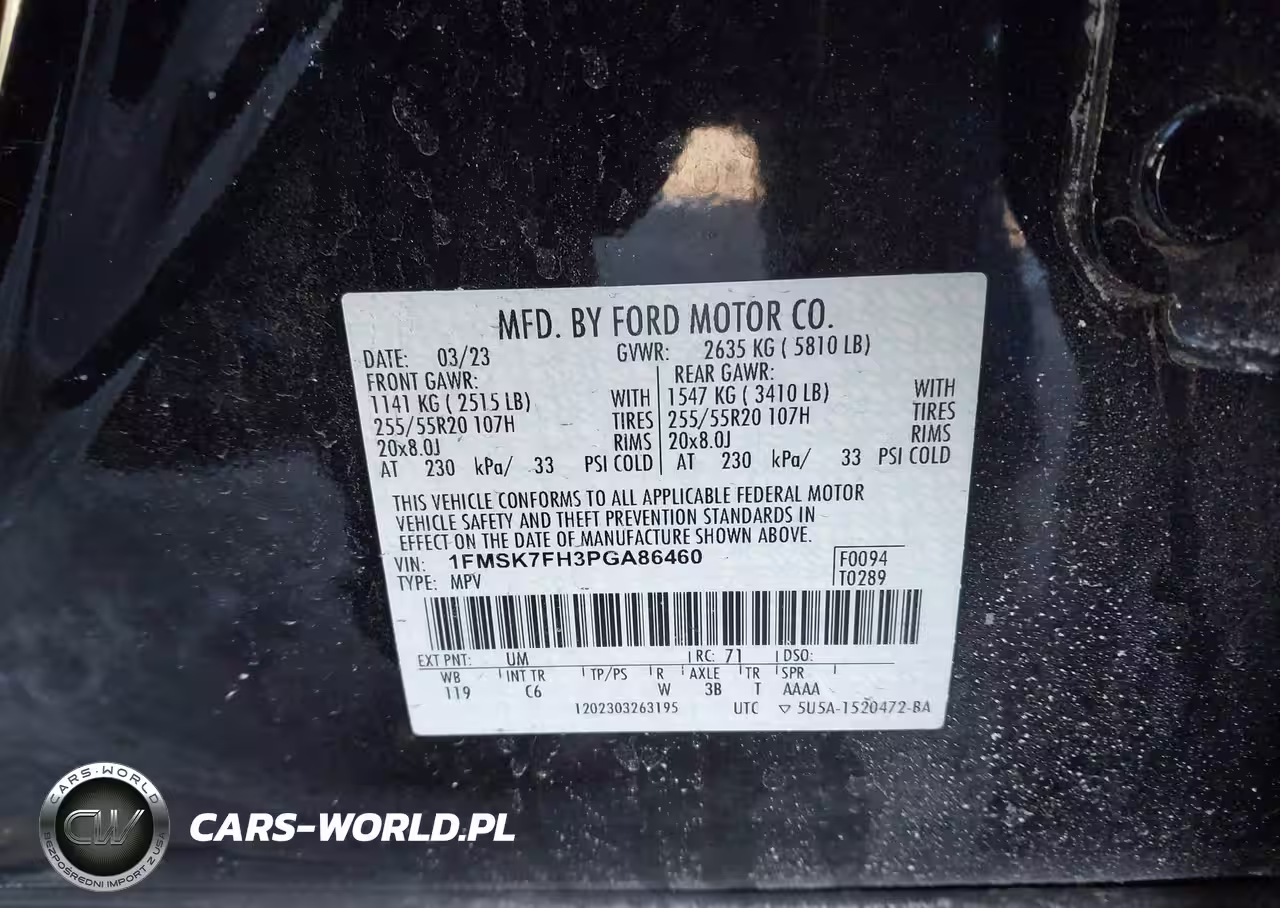 MFD. BY FORD MOTOR CO.
DATE: 03/23 GVWR: 2635 KG ( 5810 LB)
FRONT GAWR: REAR GAWR:
1141 KG ( 2515 LB) WITH 1547 KG ( 3410 LB) WITH
255/55R20 107H TIRES 255/55R20 107H TIRES
20x8.0J RIMS 20x8.0J RIMS
AT 230 kPa/ 33 PSI COLD AT 230 kPa/ 33 PSI COLD
THIS VEHICLE CONFORMS TO ALL APPLICABLE FEDERAL MOTOR
VEHICLE SAFETY AND THEFT PREVENTION STANDARDS IN
EFFECT ON THE DATE OF MANUFACTURE SHOWN ABOVE.
VIN: 1FMSK7FH3PGA86460 F0094
TYPE: MPV T0289
EXT PNT: UM RC: 71 DSO:
WB INT TR TP/PS R AXLE TR SPR
119 C6 W 3B T AAAA
1202303263195 UTC ▽ 5U5A-1520472-BA
CARS-WORLD
CW
BEZPOŚREDNI IMPORT Z USA
CARS-WORLD.PL